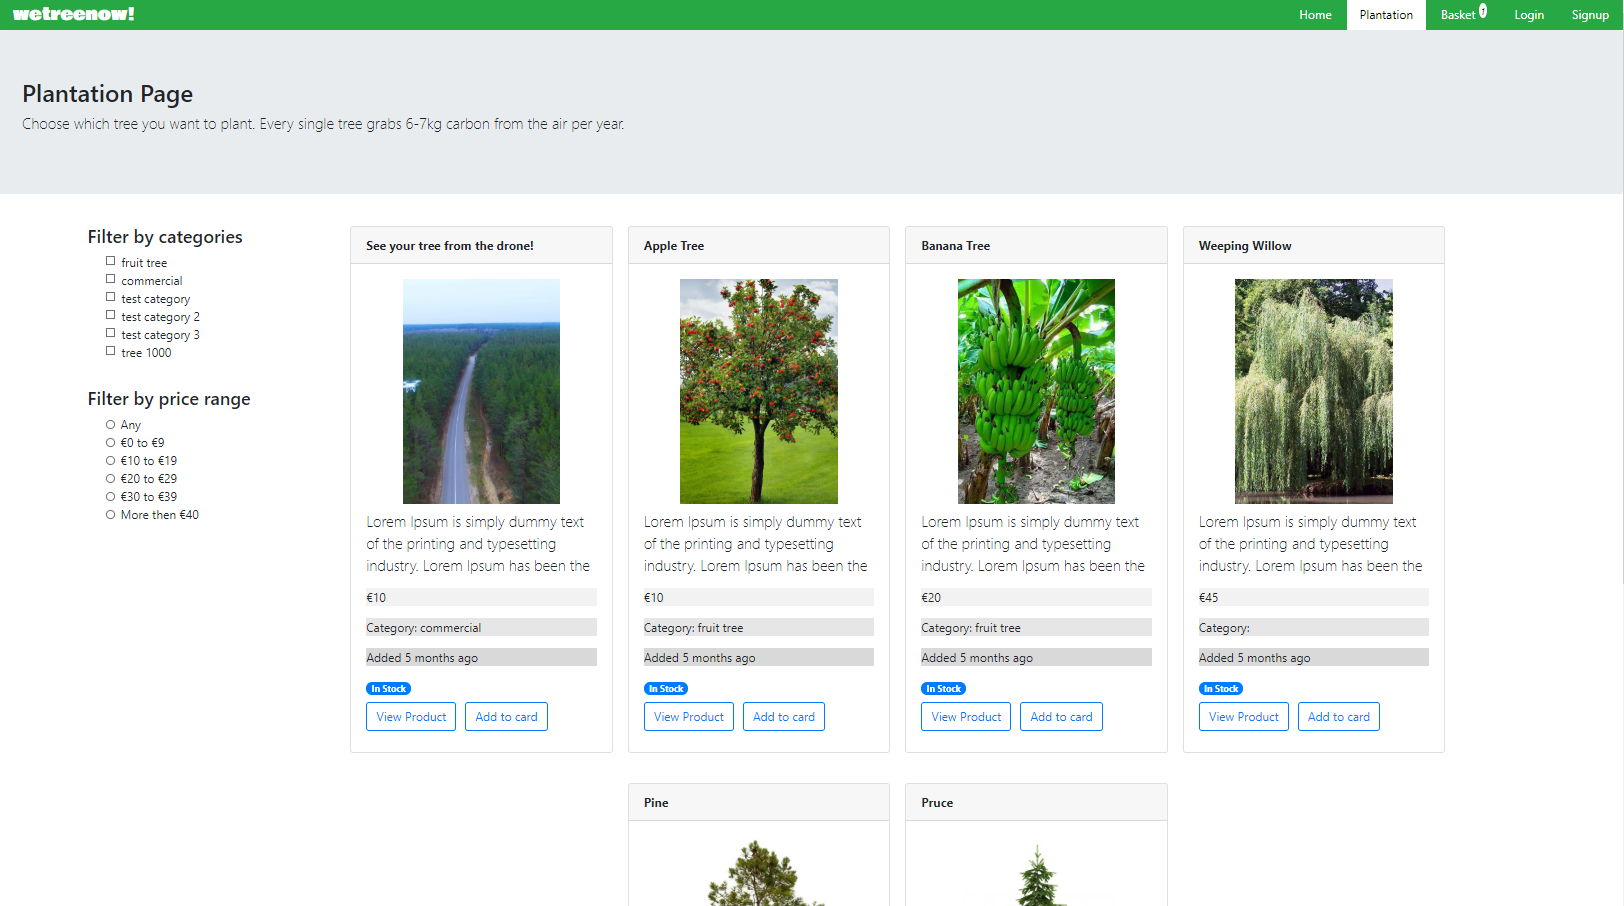 wetreenow!
Home Plantation Basket 1 Login Signup
Plantation Page
Choose which tree you want to plant. Every single tree grabs 6-7kg carbon from the air per year.
Filter by categories
fruit tree
commercial
test category
test category 2
test category 3
tree 1000
Filter by price range
Any
€0 to €9
€10 to €19
€20 to €29
€30 to €39
More then €40
See your tree from the drone!
Lorem Ipsum is simply dummy text
of the printing and typesetting
industry. Lorem Ipsum has been the
€10
Category: commercial
Added 5 months ago
In Stock
View Product Add to card
Apple Tree
Lorem Ipsum is simply dummy text
of the printing and typesetting
industry. Lorem Ipsum has been the
€10
Category: fruit tree
Added 5 months ago
In Stock
View Product Add to card
Banana Tree
Lorem Ipsum is simply dummy text
of the printing and typesetting
industry. Lorem Ipsum has been the
€20
Category: fruit tree
Added 5 months ago
In Stock
View Product Add to card
Weeping Willow
Lorem Ipsum is simply dummy text
of the printing and typesetting
industry. Lorem Ipsum has been the
€45
Category:
Added 5 months ago
In Stock
View Product Add to card
Pine
Pruce